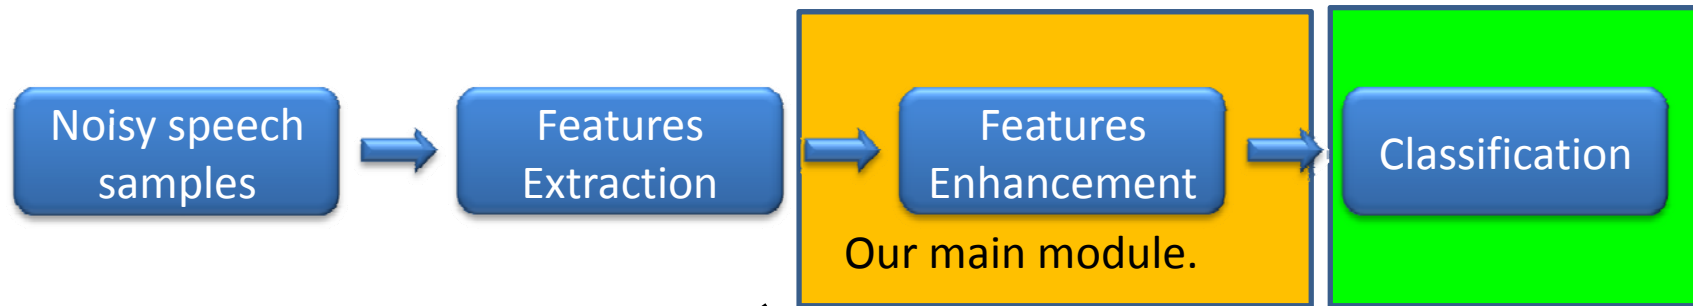 Noisy speech
samples
Features
Extraction
Features
Enhancement
Classification
Our main module.